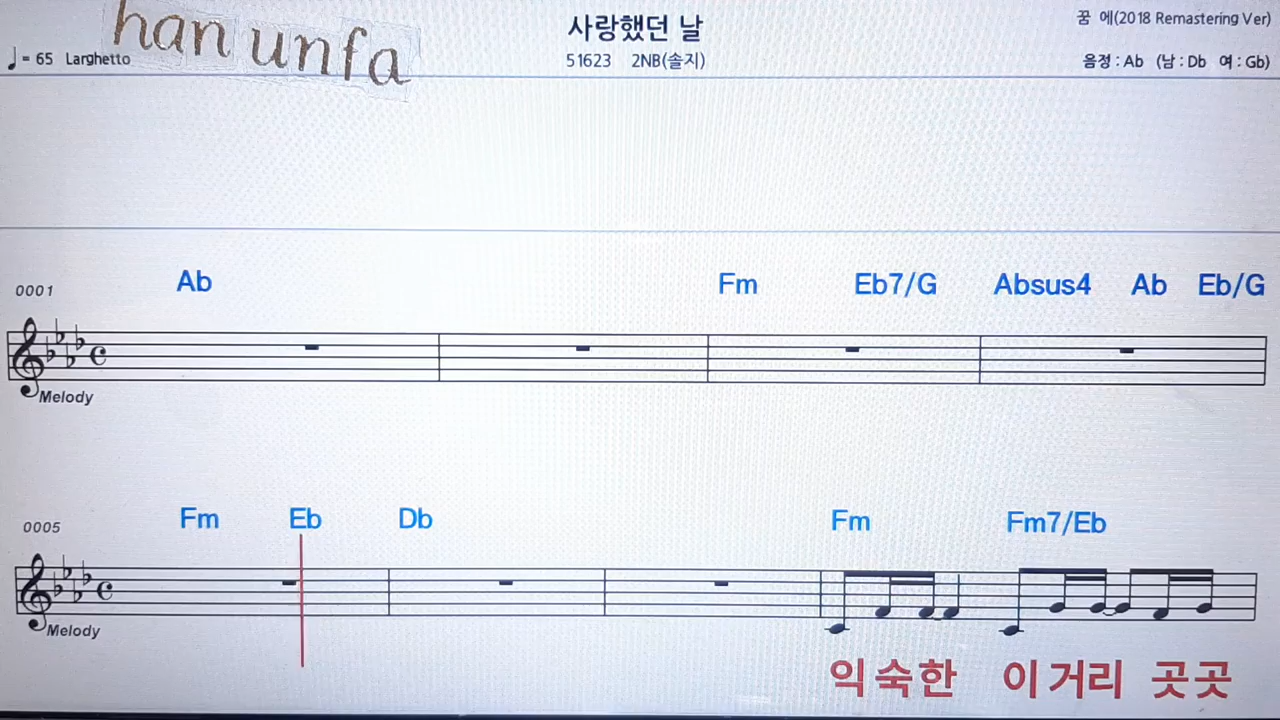 han unfa
사랑했던 날
꿈 에(2018 Remastering Ver)
♩= 65 Larghetto
51623 2NB(솔지)
음정 : Ab (남 : Db 여 : Gb)
0001
Ab Fm Eb7/G Absus4 Ab Eb/G
Melody
0005
Fm Eb Db Fm Fm7/Eb
Melody
익숙한 이거리 곳곳